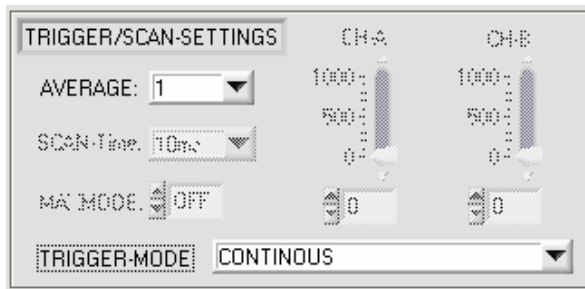 TRIGGER/SCAN-SETTINGS
CH-A
CH-B
AVERAGE: 1
1000
500
0
1000
500
0
SCAN-Time. 10ms
MA MODE. OFF
0
0
TRIGGER-MODE CONTINOUS